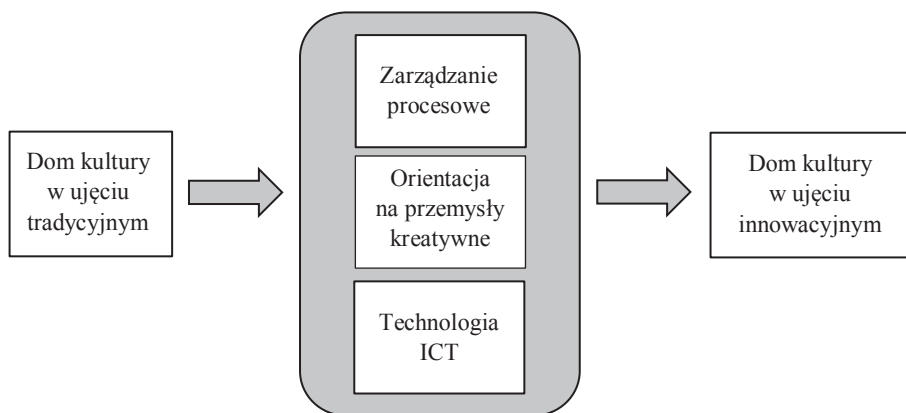 Dom kultury
w ujęciu
tradycyjnym
Zarządzanie
procesowe
Orientacja
na przemysły
kreatywne
Technologia
ICT
Dom kultury
w ujęciu
innowacyjnym